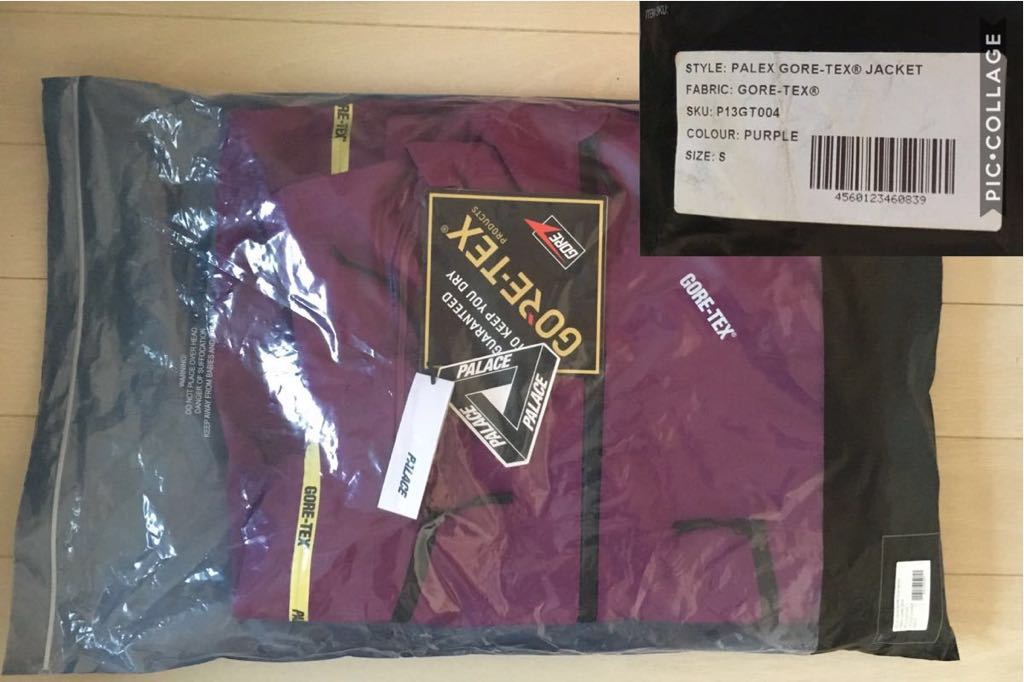 STYLE: PALEX GORE-TEX® JACKET
FABRIC: GORE-TEX®
SKU: P13GT004
COLOUR: PURPLE
SIZE: S
4560123460839
PIC•COLLAGE
GORE-TEX®
GORE
GORE-TEX®
PRODUCTS
GUARANTEED
TO KEEP YOU DRY
PALACE
PALACE
PALACE
PALACE
GORE-TEX
RE-TEX
WARNING!
DO NOT PLACE OVER HEAD.
DANGER OF SUFFOCATION.
KEEP AWAY FROM BABIES AND